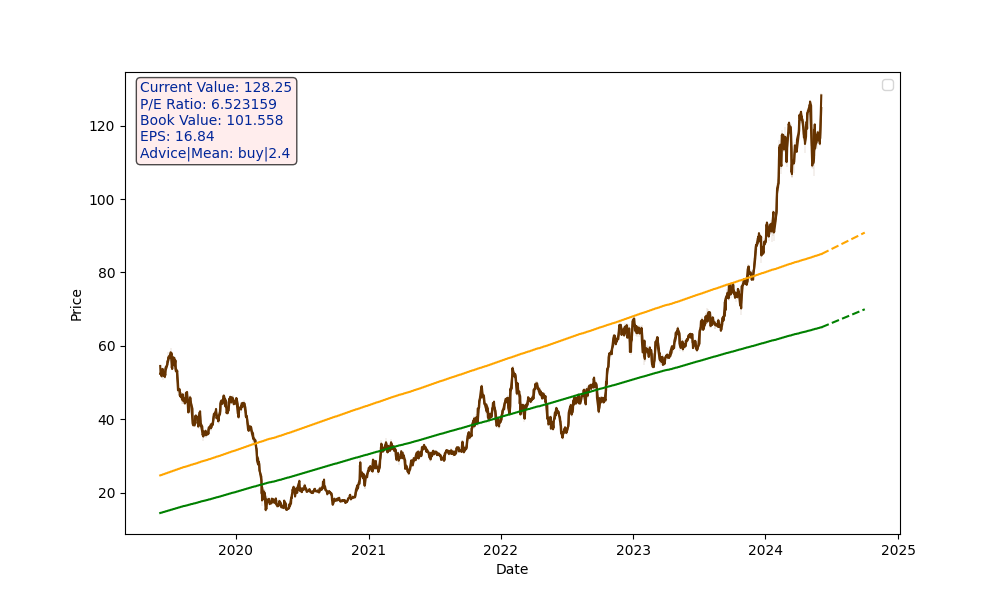 Current Value: 128.25
P/E Ratio: 6.523159
Book Value: 101.558
EPS: 16.84
Advice|Mean: buy|2.4
120
100
80
60
40
20
Price
2020 2021 2022 2023 2024 2025
Date